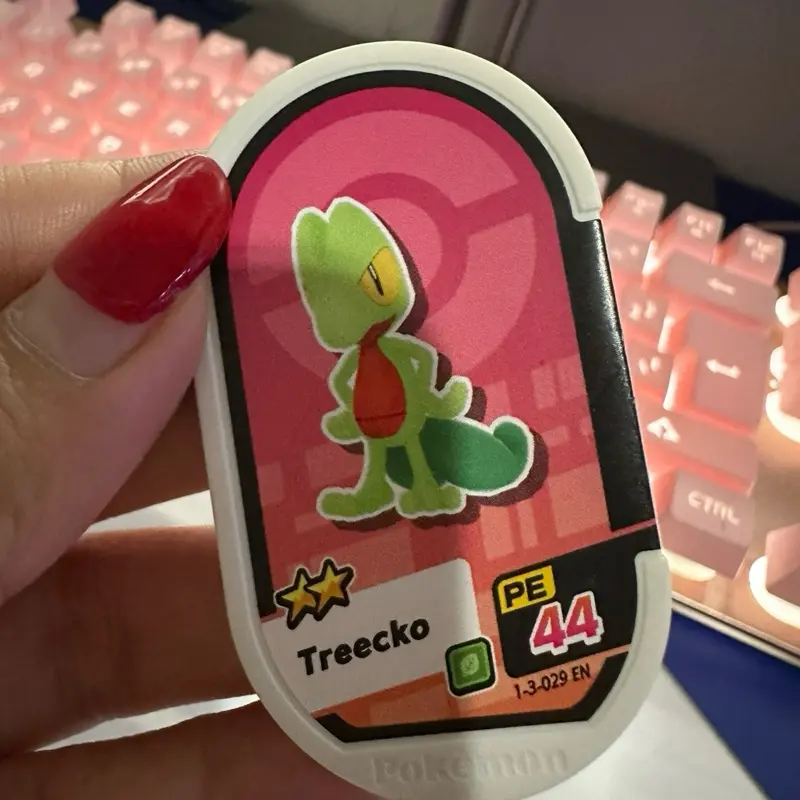 Treecko
PE
44
1-3-029 EN
Pokémon
CTRL